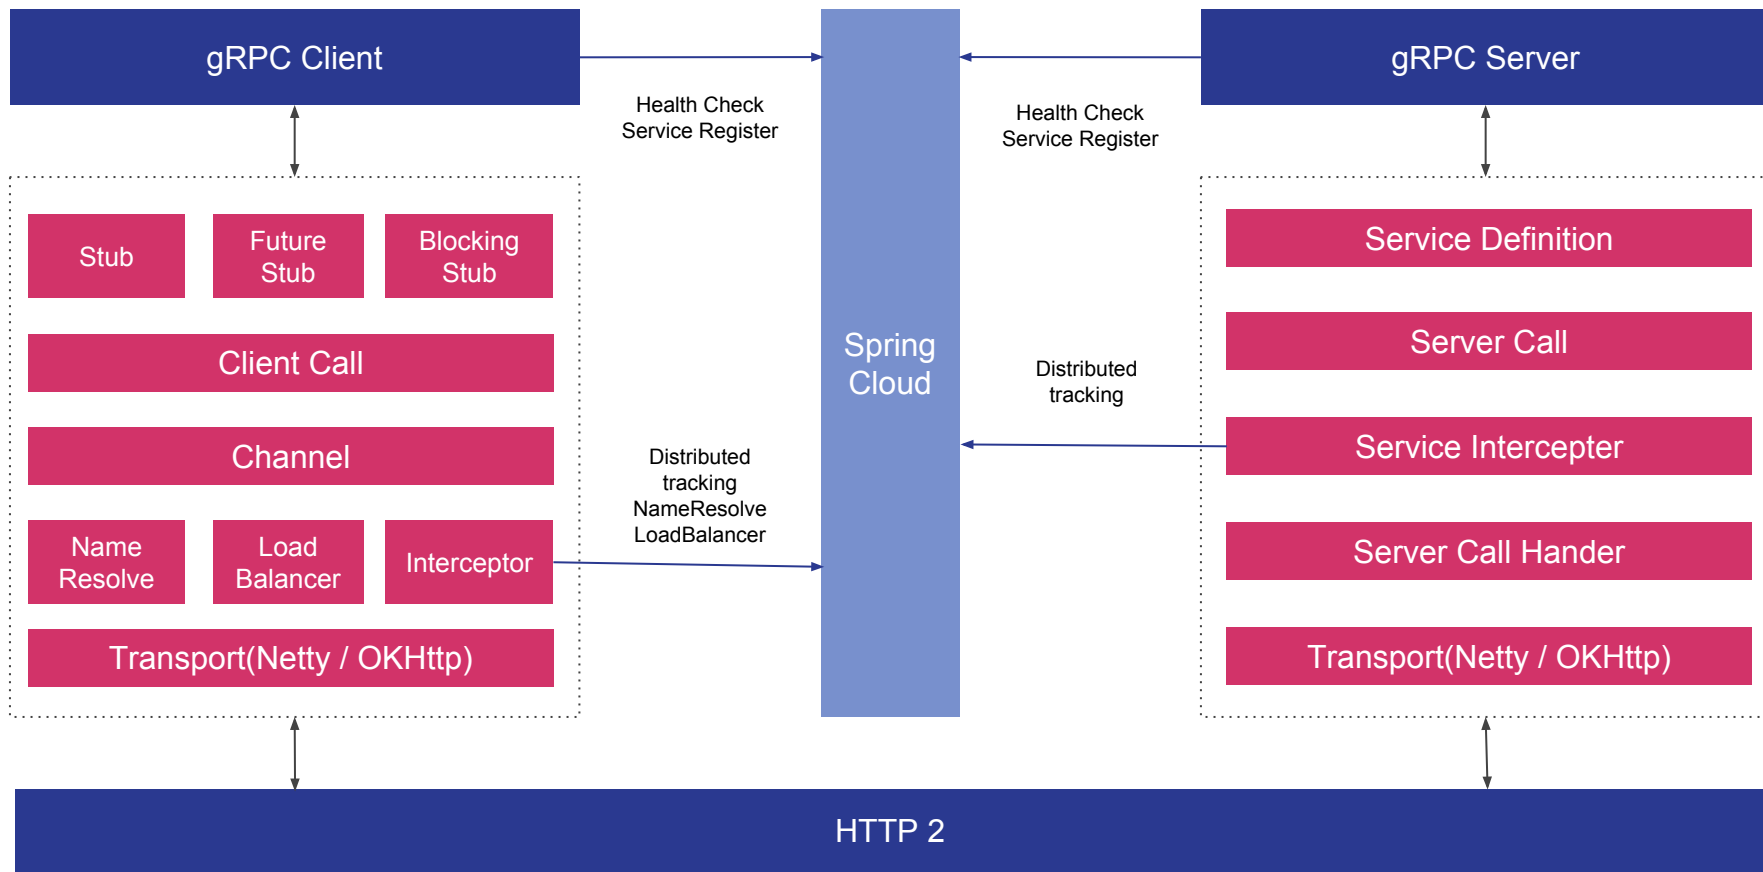 gRPC Client
gRPC Server
Health Check
Service Register
Health Check
Service Register
Stub
Future
Stub
Blocking
Stub
Client Call
Channel
Name
Resolve
Load
Balancer
Interceptor
Transport(Netty / OKHttp)
Distributed
tracking
NameResolve
LoadBalancer
Spring
Cloud
Distributed
tracking
Service Definition
Server Call
Service Intercepter
Server Call Hander
Transport(Netty / OKHttp)
HTTP 2